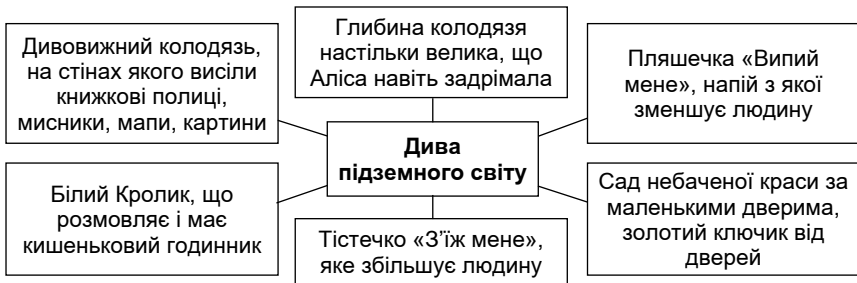 Дивовижний колодязь,
на стінах якого висіли
книжкові полиці,
мисники, мапи, картини
Глибина колодязя
настільки велика, що
Аліса навіть задрімала
Пляшечка «Випий
мене», напій з якої
зменшує людину
Дива
підземного світу
Білий Кролик, що
розмовляє і має
кишеньковий годинник
Тістечко «З’їж мене»,
яке збільшує людину
Сад небаченої краси за
маленькими дверима,
золотий ключик від
дверей